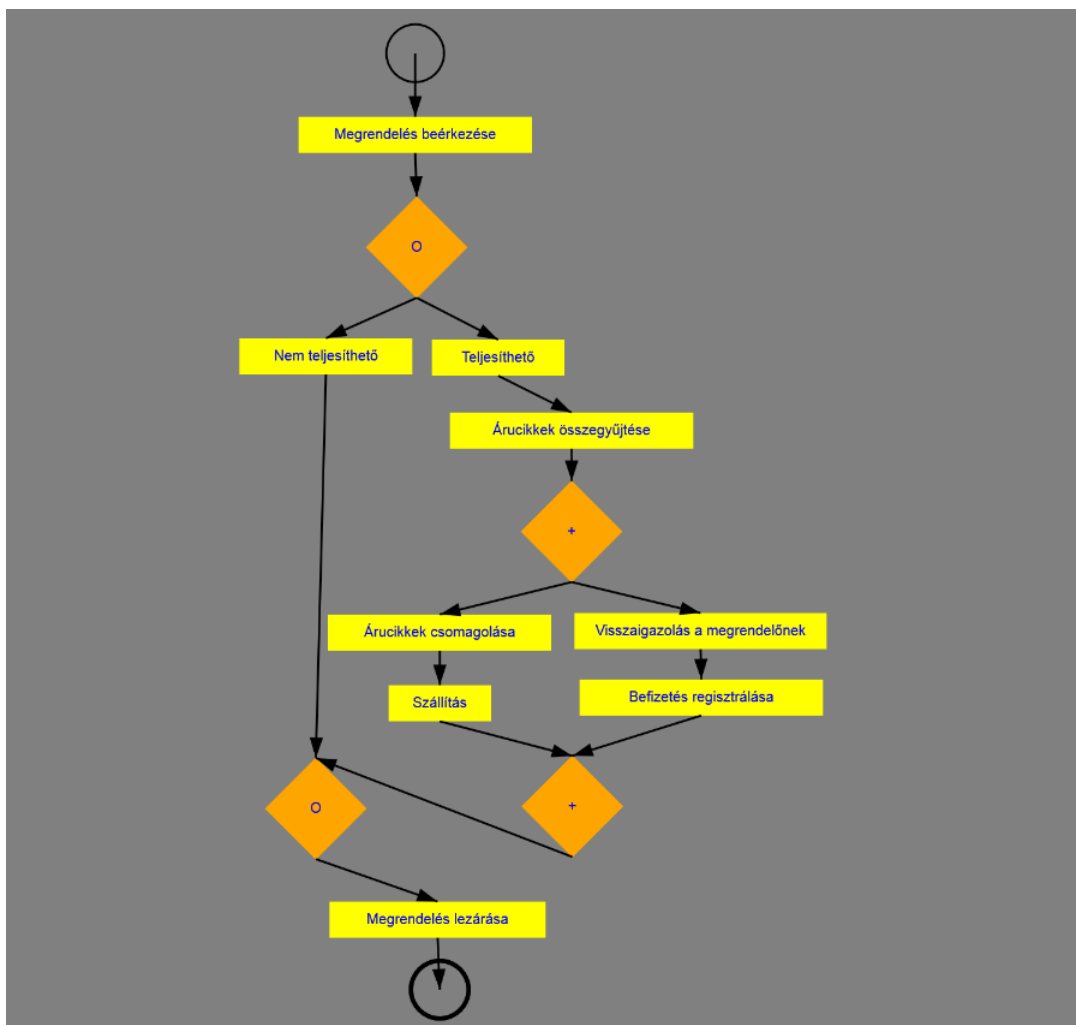 Megrendelés beérkezése
O
Nem teljesíthető
Teljesíthető
Árucikkek összegyűjtése
+
Árucikkek csomagolása
Visszaigazolás a megrendelőnek
Szállítás
Befizetés regisztrálása
O
+
Megrendelés lezárása